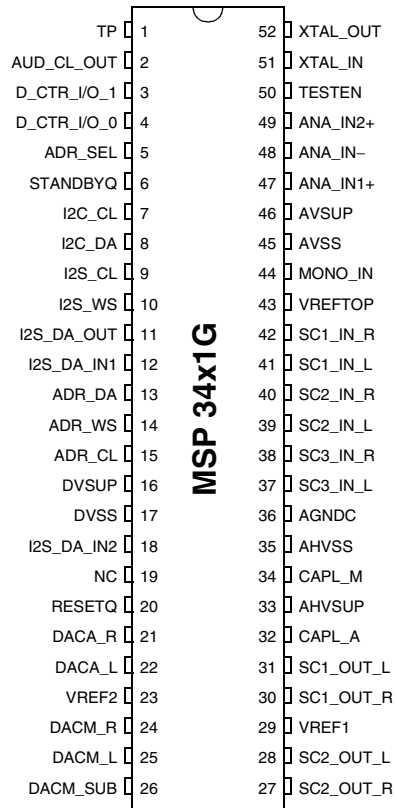 TP 1 52 XTAL_OUT
AUD_CL_OUT 2 51 XTAL_IN
D_CTR_I/O_1 3 50 TESTEN
D_CTR_I/O_0 4 49 ANA_IN2+
ADR_SEL 5 48 ANA_IN−
STANDBYQ 6 47 ANA_IN1+
I2C_CL 7 46 AVSUP
I2C_DA 8 45 AVSS
I2S_CL 9 44 MONO_IN
I2S_WS 10 43 VREFTOP
I2S_DA_OUT 11 42 SC1_IN_R
I2S_DA_IN1 12 41 SC1_IN_L
ADR_DA 13 40 SC2_IN_R
ADR_WS 14 39 SC2_IN_L
ADR_CL 15 38 SC3_IN_R
DVSUP 16 37 SC3_IN_L
DVSS 17 36 AGNDC
I2S_DA_IN2 18 35 AHVSS
NC 19 34 CAPL_M
RESETQ 20 33 AHVSUP
DACA_R 21 32 CAPL_A
DACA_L 22 31 SC1_OUT_L
VREF2 23 30 SC1_OUT_R
DACM_R 24 29 VREF1
DACM_L 25 28 SC2_OUT_L
DACM_SUB 26 27 SC2_OUT_R
MSP 34x1G